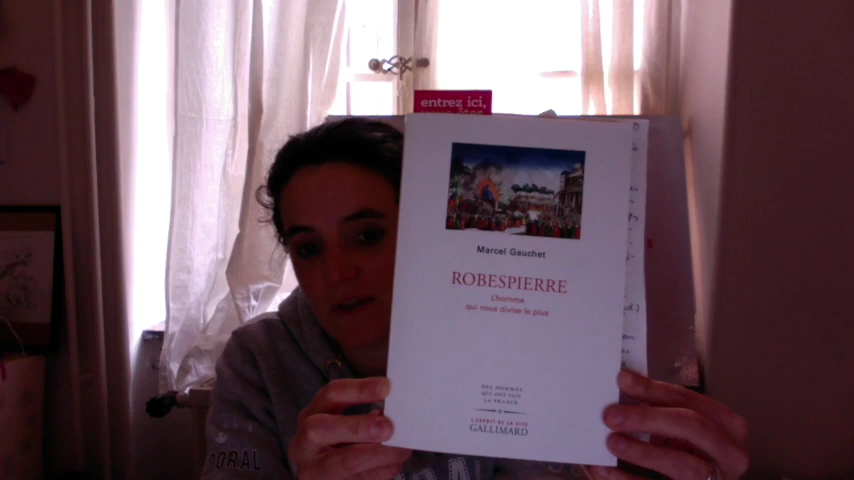 entrez ici,
Marcel Gauchet
ROBESPIERRE
L'homme
qui nous divise le plus
DES HOMMES
QUI ONT FAIT
LA FRANCE
L'ESPRIT DE LA CITÉ
GALLIMARD
ORAL